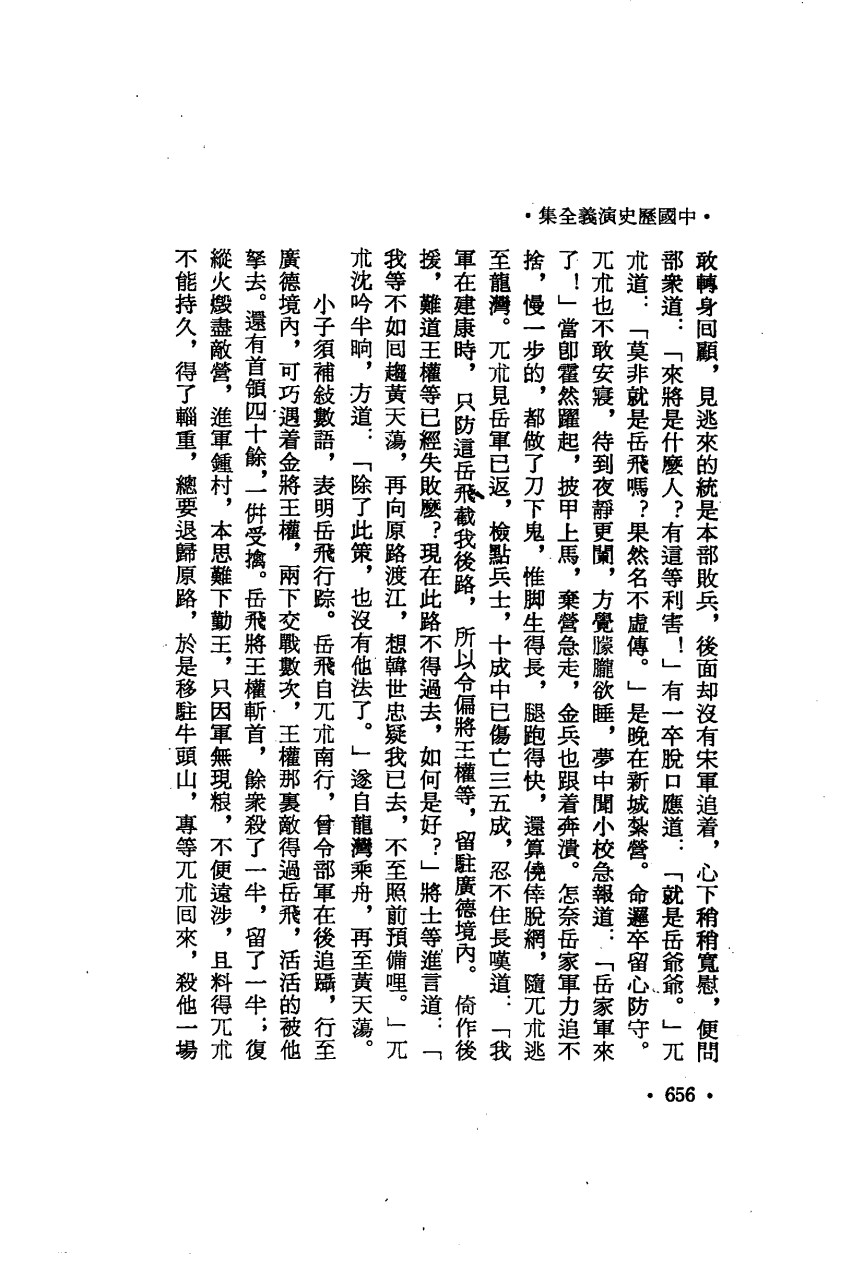 •中國歷史演義全集•
敢轉身回顧，見逃來的統是本部敗兵，後面却沒有宋軍追着，心下稍稍寬慰，便問
部衆道：「來將是什麼人？有這等利害！」有一卒脫口應道：「就是岳爺爺。」兀
朮道：「莫非就是岳飛嗎？果然名不虛傳。」是晚在新城紮營。命邏卒留心防守。
兀朮也不敢安寢，待到夜靜更闌，方覺朦朧欲睡，夢中聞小校急報道：「岳家軍來
了！」當卽霍然躍起，披甲上馬，棄營急走，金兵也跟着奔潰。怎奈岳家軍力追不
捨，慢一步的，都做了刀下鬼，惟脚生得長，腿跑得快，還算僥倖脫網，隨兀朮逃
至龍灣。兀朮見岳軍已返，檢點兵士，十成中已傷亡三五成，忍不住長嘆道：「我
軍在建康時，只防這岳飛截我後路，所以令偏將王權等，留駐廣德境內。倚作後
援，難道王權等已經失敗麼？現在此路不得過去，如何是好？」將士等進言道：「
我等不如回趨黃天蕩，再向原路渡江，想韓世忠疑我已去，不至照前預備哩。」兀
朮沈吟半晌，方道：「除了此策，也沒有他法了。」遂自龍灣乘舟，再至黃天蕩。
小子須補敍數語，表明岳飛行踪。岳飛自兀朮南行，曾令部軍在後追躡，行至
廣德境內，可巧遇着金將王權，兩下交戰數次，王權那裏敵得過岳飛，活活的被他
拏去。還有首領四十餘，一倂受擒。岳飛將王權斬首，餘衆殺了一半，留了一半；復
縱火燬盡敵營，進軍鍾村，本思難下勤王，只因軍無現粮，不便遠涉，且料得兀朮
不能持久，得了輜重，總要退歸原路，於是移駐牛頭山，專等兀朮回來，殺他一場
•656•